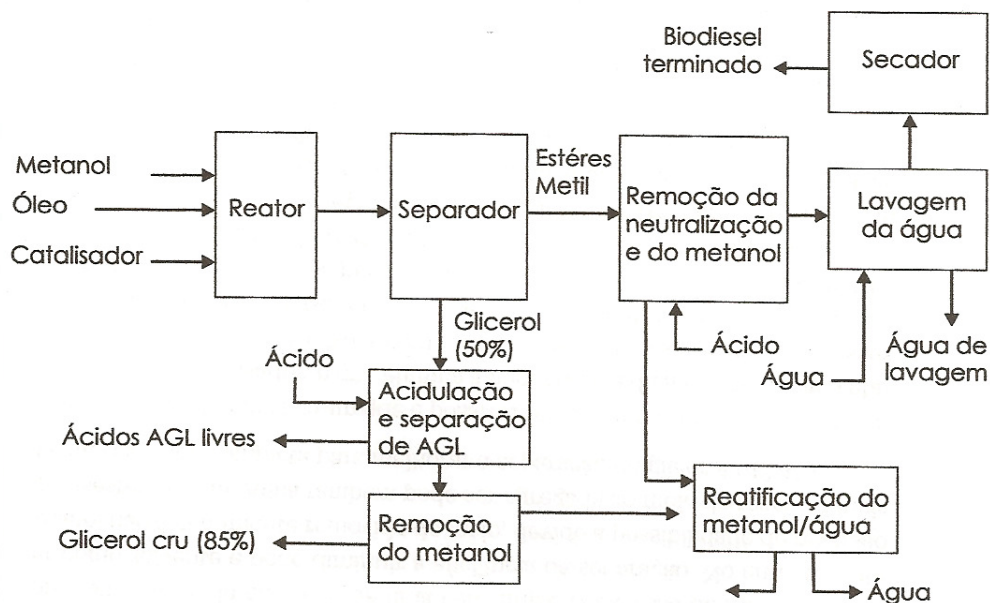 Biodiesel
terminado
Secador
Metanol
Óleo
Catalisador
Reator
Separador
Estéres
Metil
Remoção da
neutralização
e do metanol
Lavagem
da água
Glicerol
(50%)
Ácido
Água
Água de
lavagem
Ácido
Acidulação
e separação
de AGL
Ácidos AGL livres
Remoção
do metanol
Glicerol cru (85%)
Reatificação do
metanol/água
Água